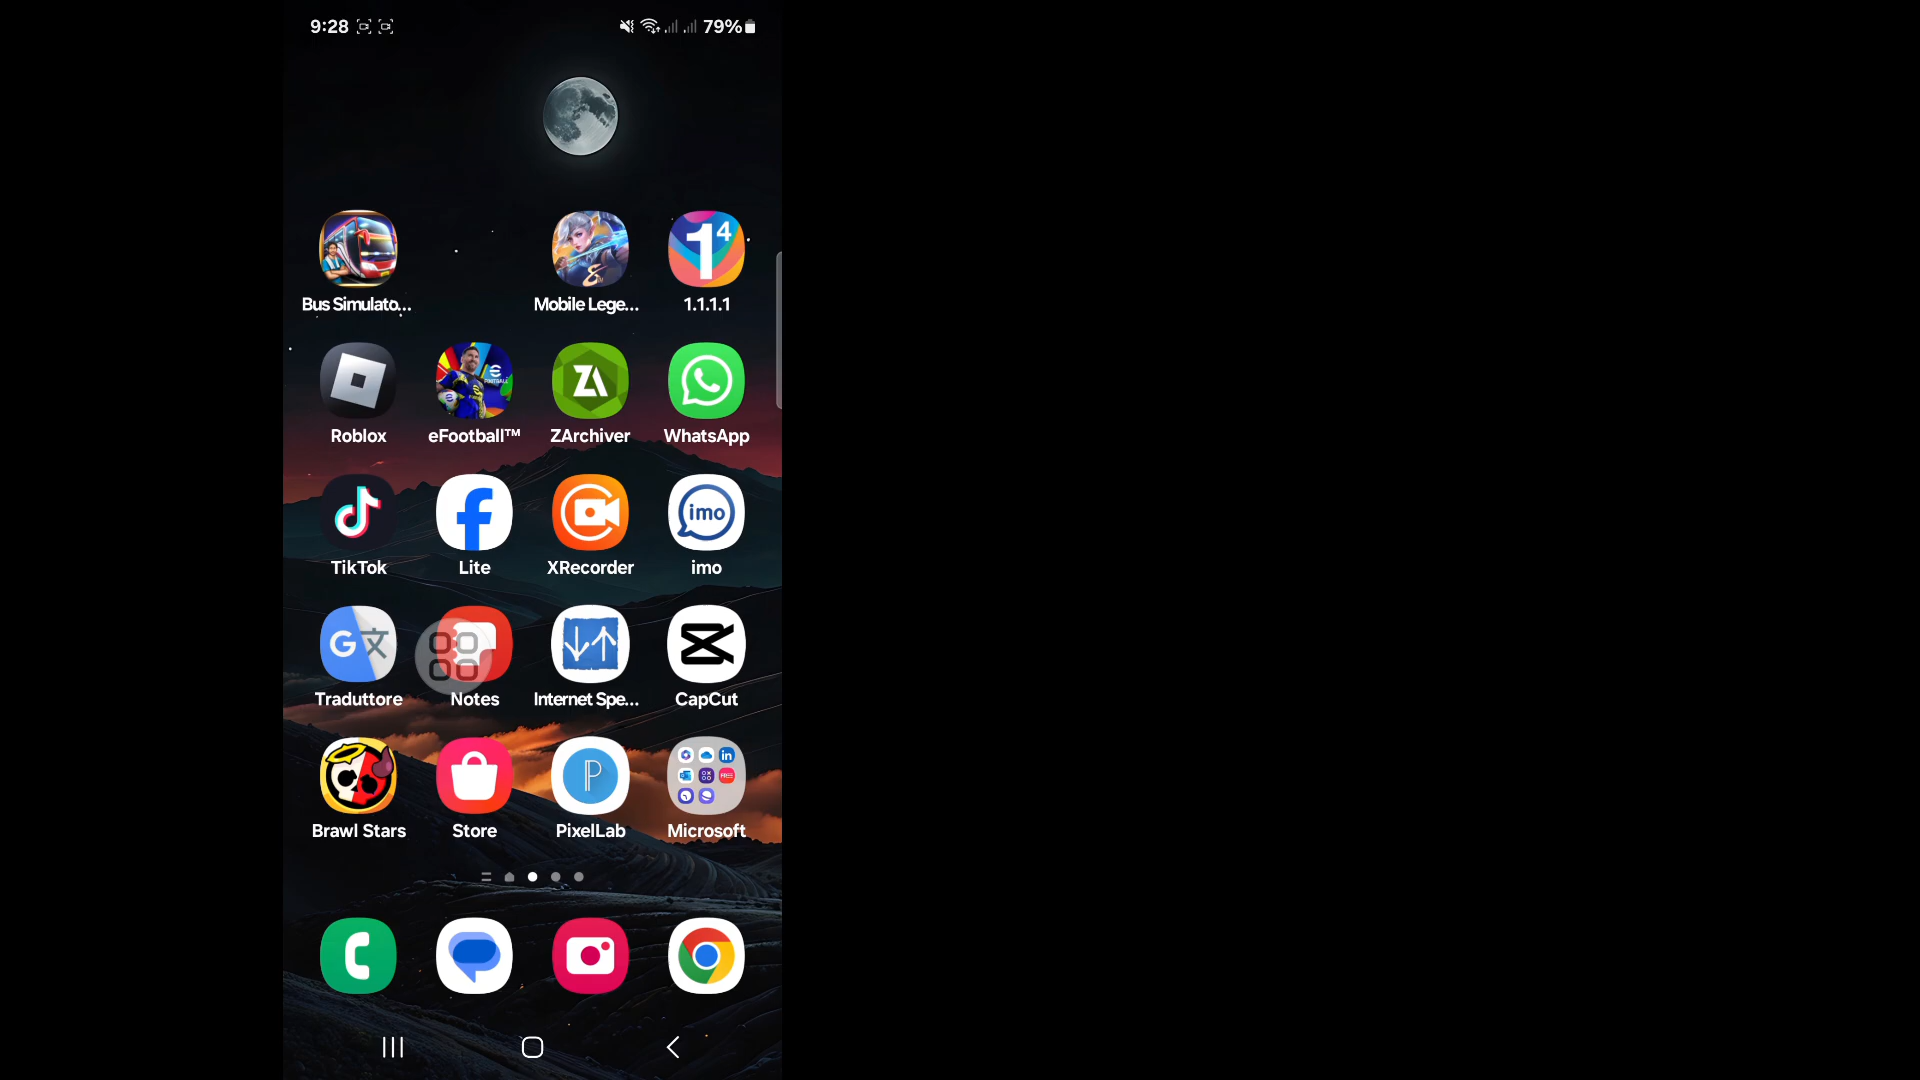 9:28 79%
Bus Simulato... Mobile Lege... 1.1.1.1
Roblox eFootball™ ZArchiver WhatsApp
imo
TikTok Lite XRecorder imo
Traduttore Notes Internet Spe... CapCut
Brawl Stars Store PixelLab Microsoft